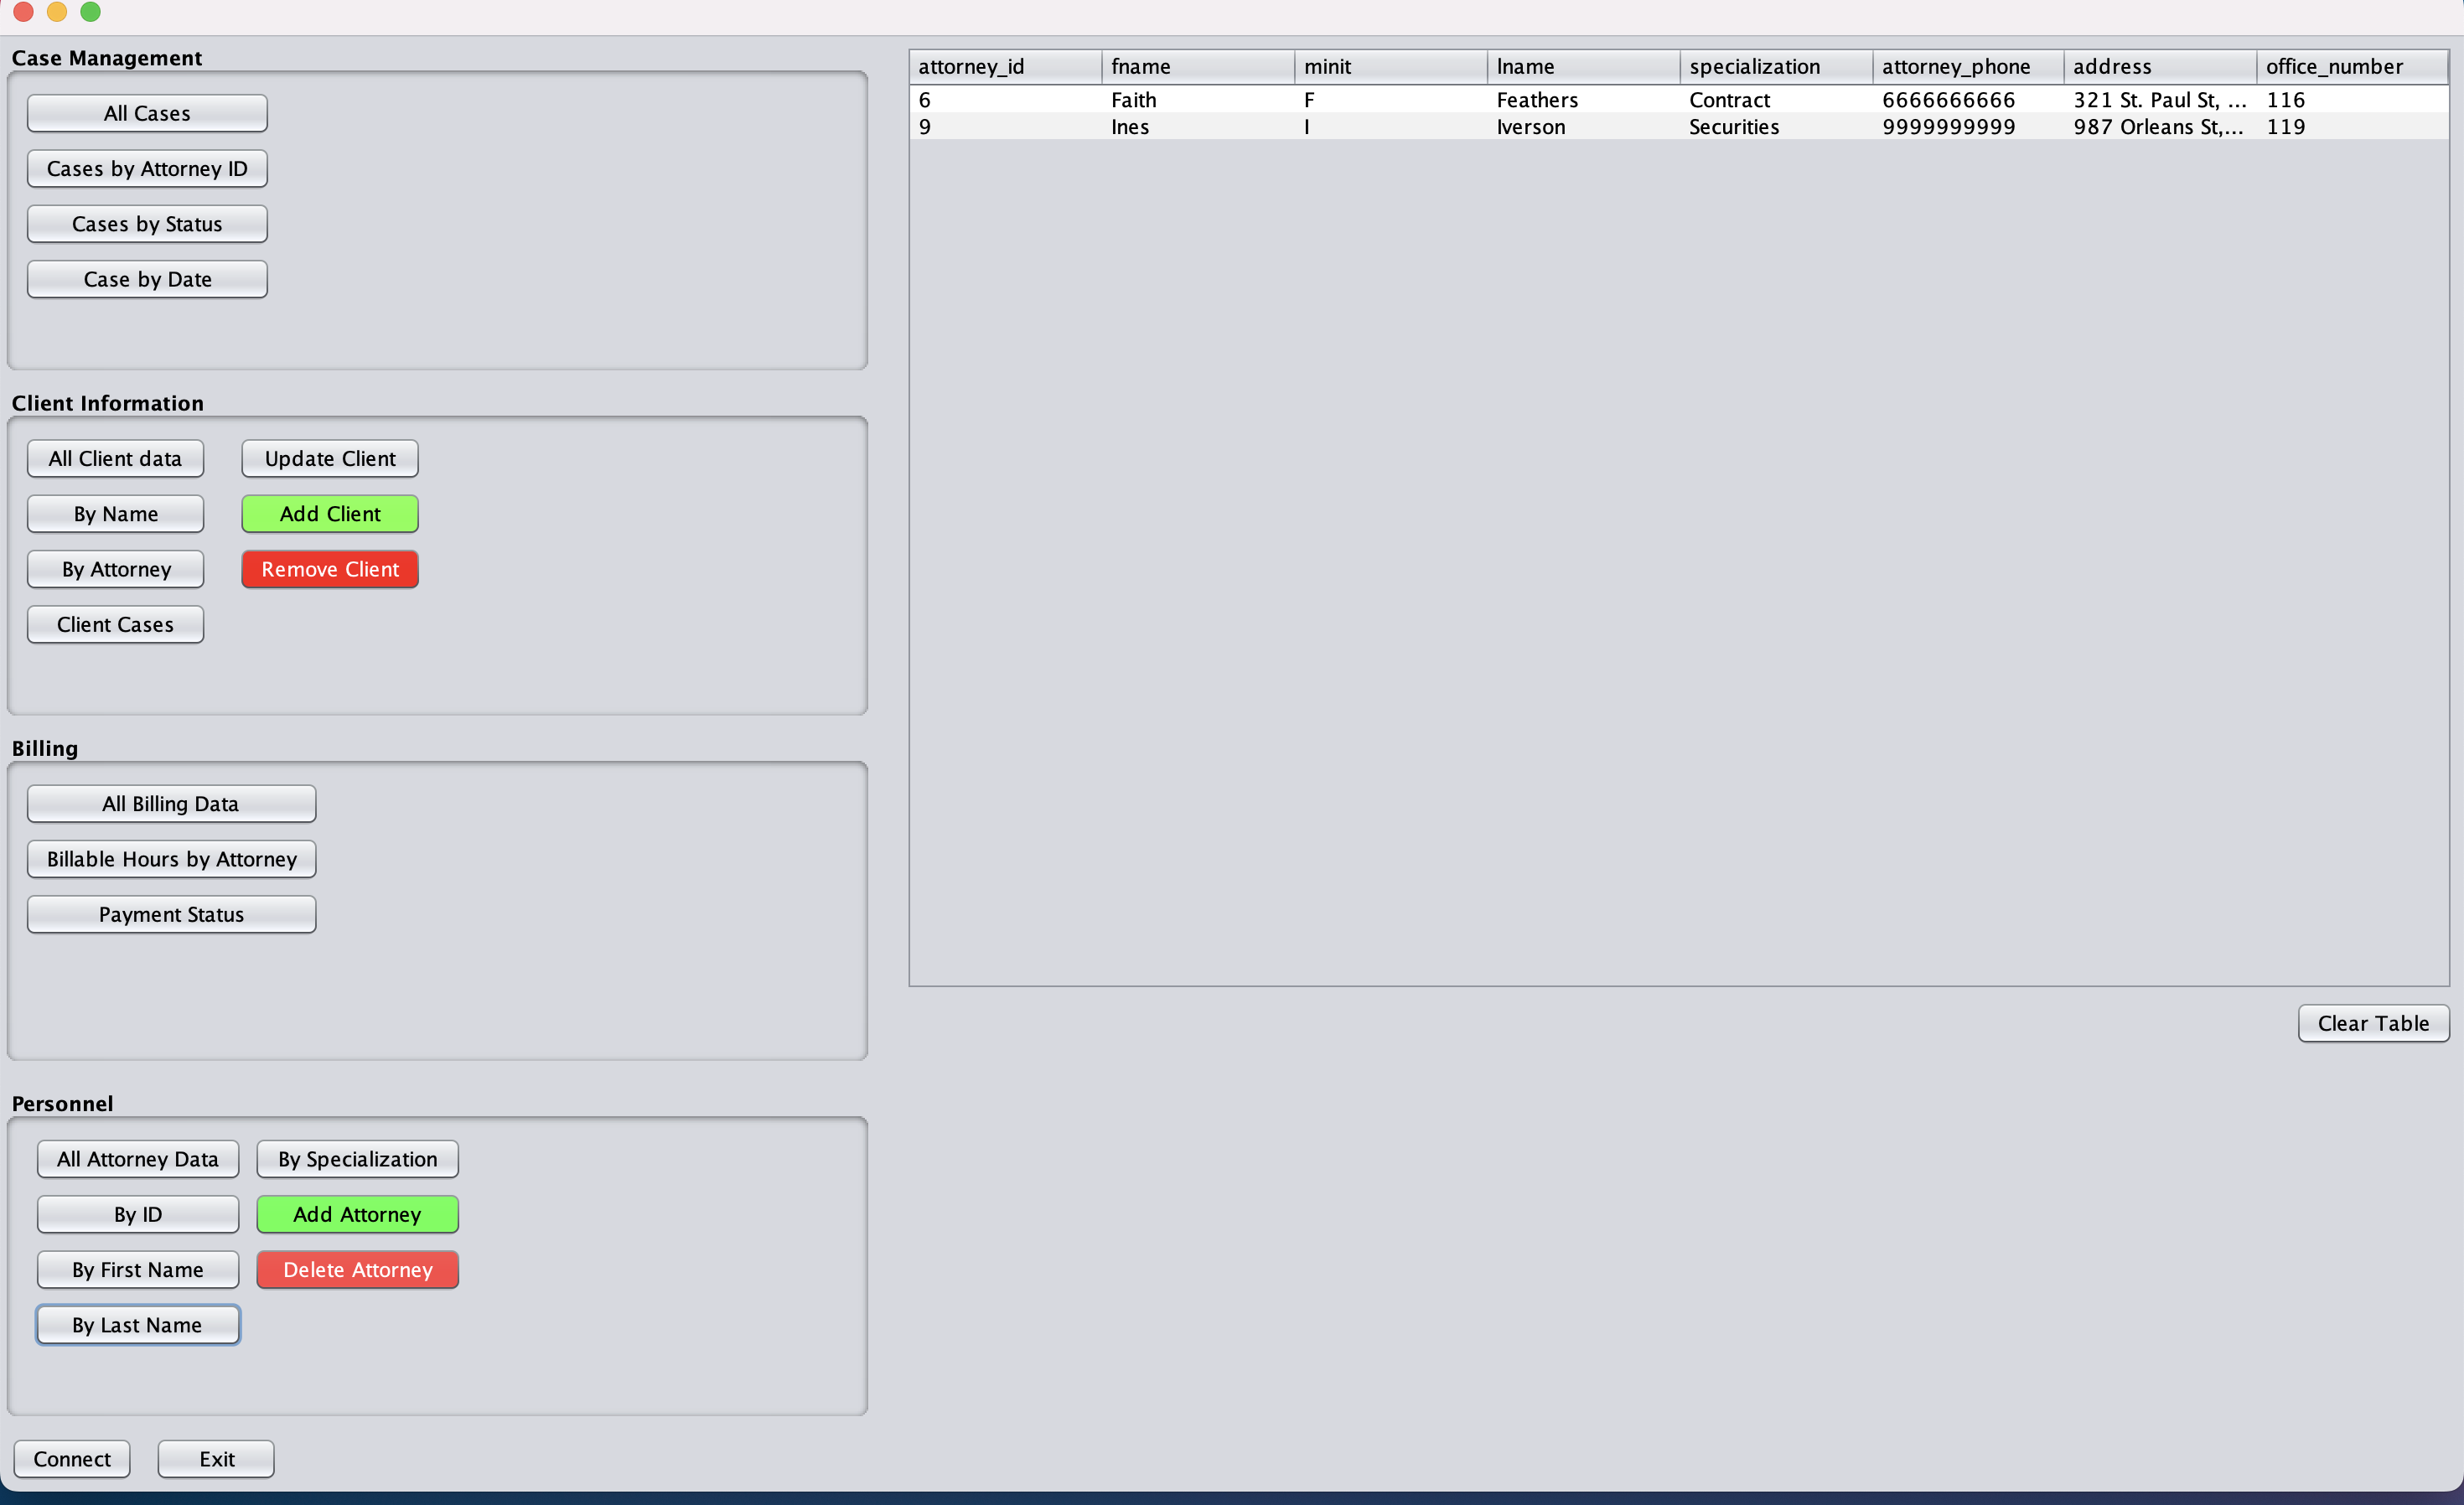 Case Management
All Cases
Cases by Attorney ID
Cases by Status
Case by Date
Client Information
All Client data Update Client
By Name Add Client
By Attorney Remove Client
Client Cases
Billing
All Billing Data
Billable Hours by Attorney
Payment Status
Personnel
All Attorney Data By Specialization
By ID Add Attorney
By First Name Delete Attorney
By Last Name
Connect Exit
attorney_id fname minit lname specialization attorney_phone address office_number
6 Faith F Feathers Contract 6666666666 321 St. Paul St, ... 116
9 Ines I Iverson Securities 9999999999 987 Orleans St,... 119
Clear Table